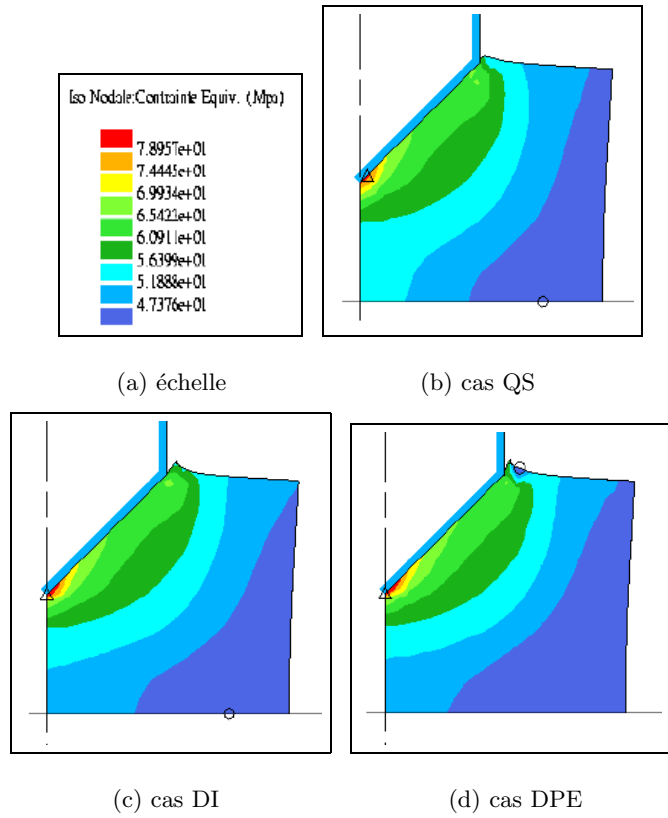 Iso Nodale:Contrainte Equiv. (Mpa)
7.8957e+01
7.4445e+01
6.9934e+01
6.5422e+01
6.0911e+01
5.6399e+01
5.1888e+01
4.7376e+01
(a) échelle
(b) cas QS
(c) cas DI
(d) cas DPE